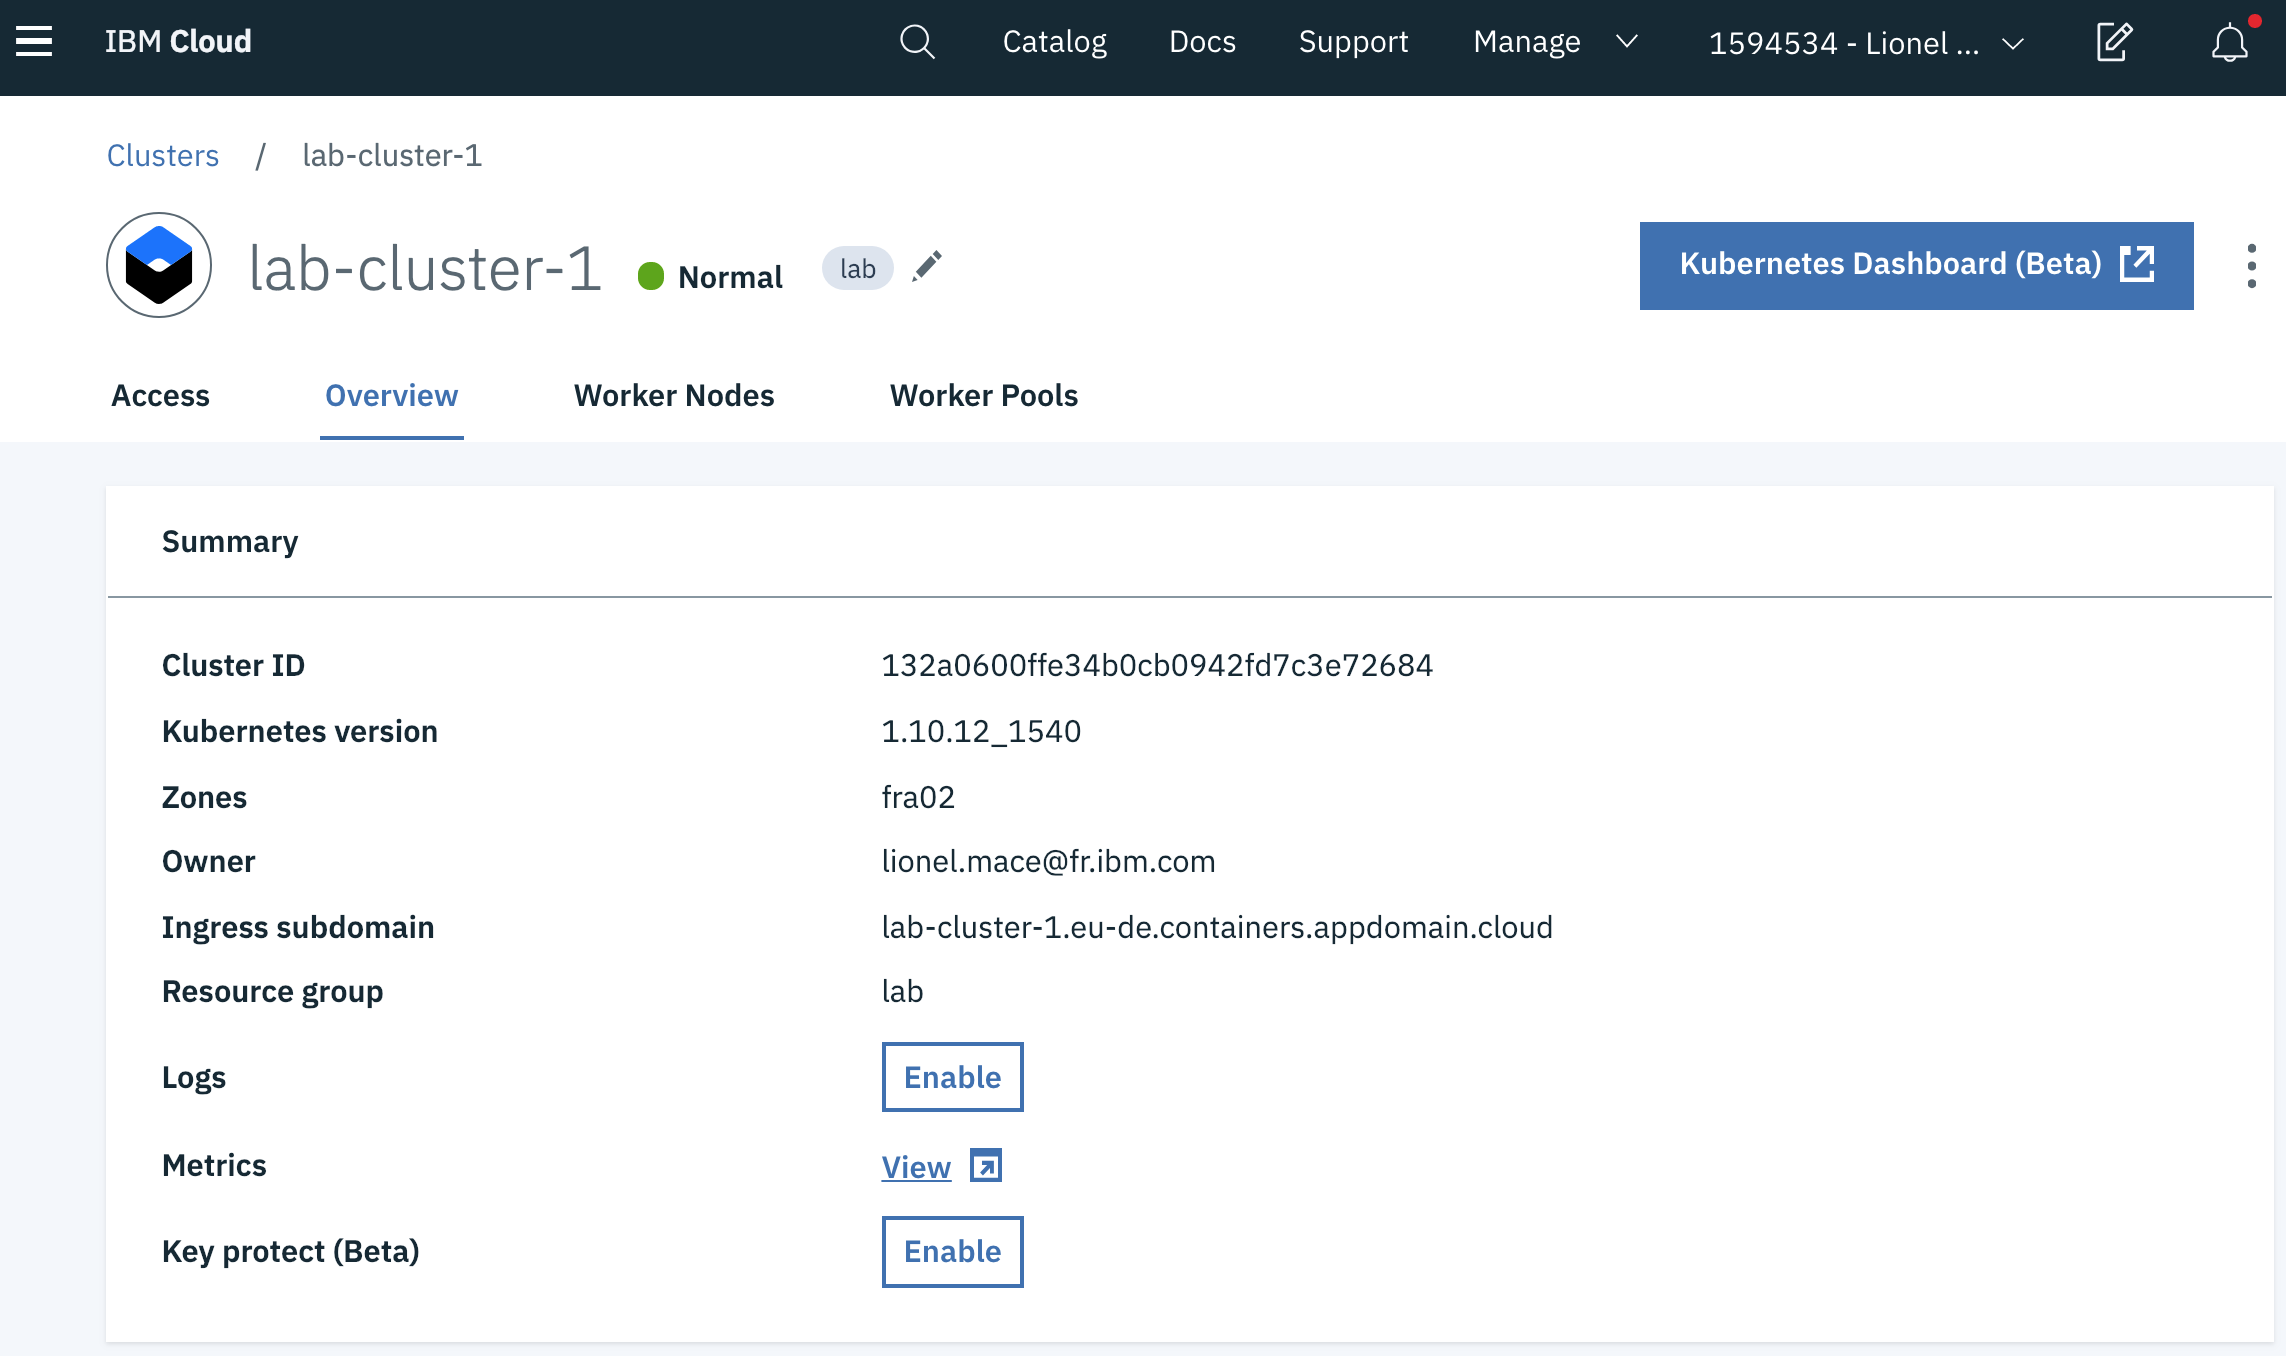 IBM Cloud Catalog Docs Support Manage 1594534 - Lionel ...
Clusters / lab-cluster-1
lab-cluster-1 Normal lab Kubernetes Dashboard (Beta)
Access Overview Worker Nodes Worker Pools
Summary
Cluster ID 132a0600ffe34b0cb0942fd7c3e72684
Kubernetes version 1.10.12_1540
Zones fra02
Owner lionel.mace@fr.ibm.com
Ingress subdomain lab-cluster-1.eu-de.containers.appdomain.cloud
Resource group lab
Logs Enable
Metrics View
Key protect (Beta) Enable